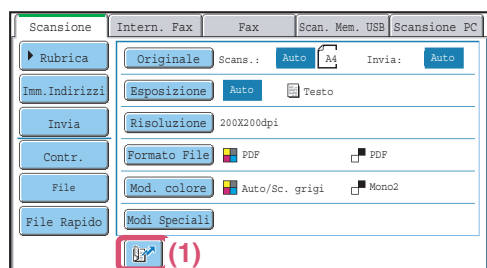 Scansione Intern. Fax Fax Scan. Mem. USB Scansione PC
Rubrica Originale Scans.: Auto A4 Invia: Auto
Imm.Indirizzi Esposizione Auto Testo
Invia Risoluzione 200X200dpi
Contr. Formato File PDF PDF
File Mod. colore Auto/Sc. grigi Mono2
File Rapido Modi Speciali
(1)